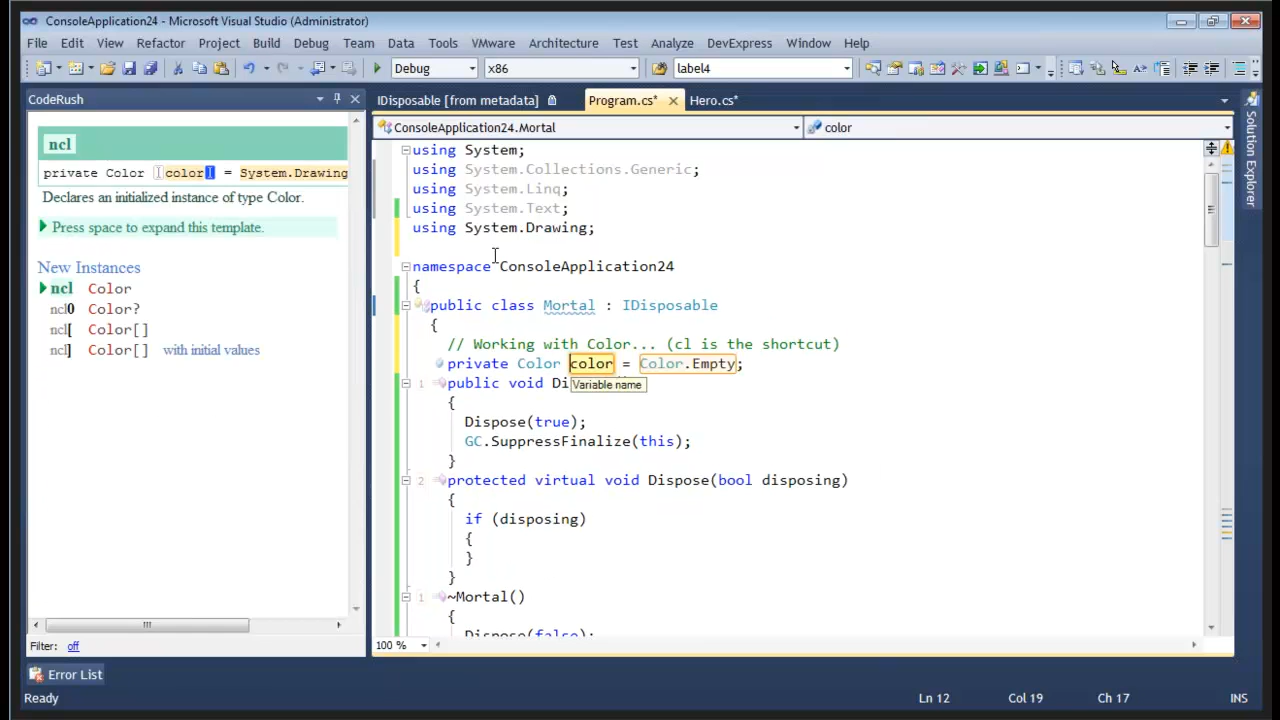 ConsoleApplication24 - Microsoft Visual Studio (Administrator)
File Edit View Refactor Project Build Debug Team Data Tools VMware Architecture Test Analyze DevExpress Window Help
Debug x86 label4
CodeRush
IDisposable [from metadata] Program.cs* Hero.cs*
ConsoleApplication24.Mortal color
Solution Explorer
ncl
private Color color = System.Drawing
Declares an initialized instance of type Color.
Press space to expand this template.
New Instances
ncl Color
ncl0 Color?
ncl[ Color[]
ncl] Color[] with initial values
Filter: off
using System;
using System.Collections.Generic;
using System.Linq;
using System.Text;
using System.Drawing;
namespace ConsoleApplication24
{
public class Mortal : IDisposable
{
// Working with Color... (cl is the shortcut)
private Color color = Color.Empty;
Variable name
1 public void Di
{
Dispose(true);
GC.SuppressFinalize(this);
}
2 protected virtual void Dispose(bool disposing)
{
if (disposing)
{
}
}
1 ~Mortal()
{
Dispose(false);
100 %
Error List
Ready Ln 12 Col 19 Ch 17 INS